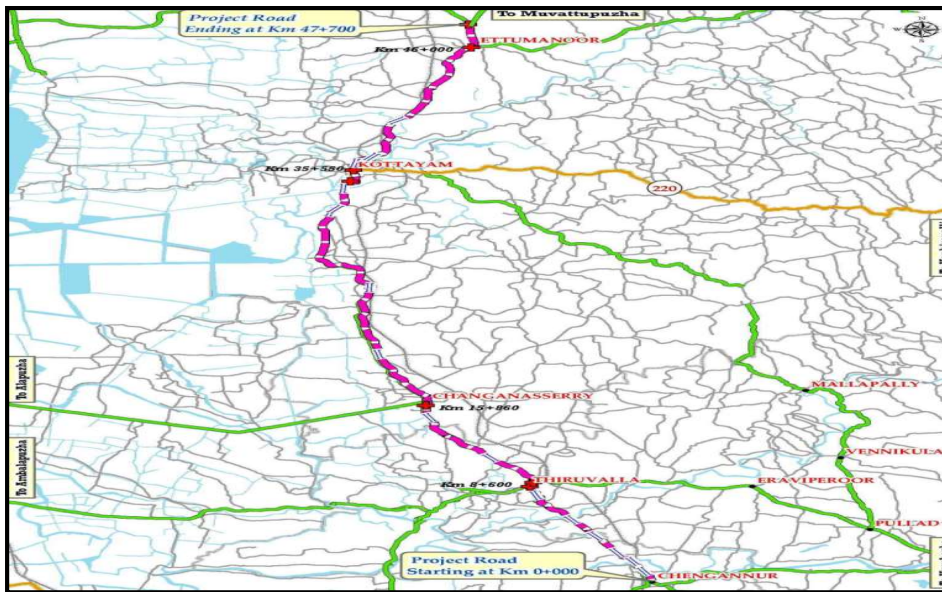 To Muvattupuzha
Project Road
Ending at Km 47+700
ETTUMANOOR
Km 46+000
N
W
S
KOTTAYAM
Km 35+580
220
To Alapuzha
CHANGANASSERRY
Km 15+860
MALLAPALLY
To Ambalapuzha
VENNIKULA
THIRUVALLA
Km 8+600
ERAVIPEROOR
PULLAD
Project Road
Starting at Km 0+000
CHENGANNUR